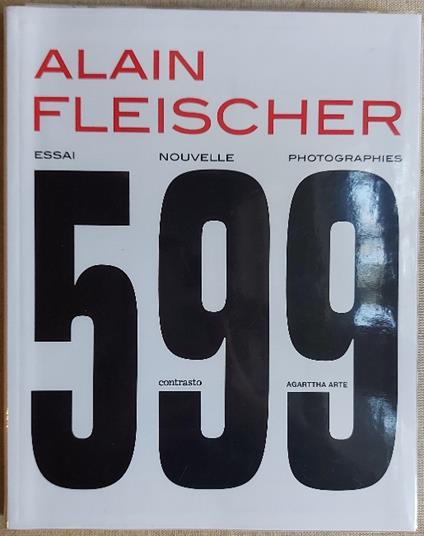 ALAIN
FLEISCHER
ESSAI NOUVELLE PHOTOGRAPHIES
599
contrasto AGARTTHA ARTE